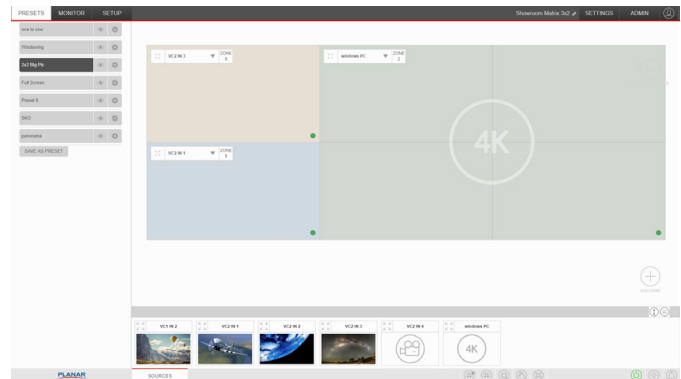 PRESETS MONITOR SETUP
Showroom Matrix 3x2 SETTINGS ADMIN
one to one
Windowing
2x2 Big Pic
Full Screen
Preset 5
SKO
panorama
SAVE AS PRESET
VC2 IN 3 ZONE
windows PC ZONE
2
VC2 IN 1 ZONE
4K
VC1 IN 2 VC2 IN 1 VC2 IN 2 VC2 IN 3 VC2 IN 4 windows PC
4K
PLANAR SOURCES